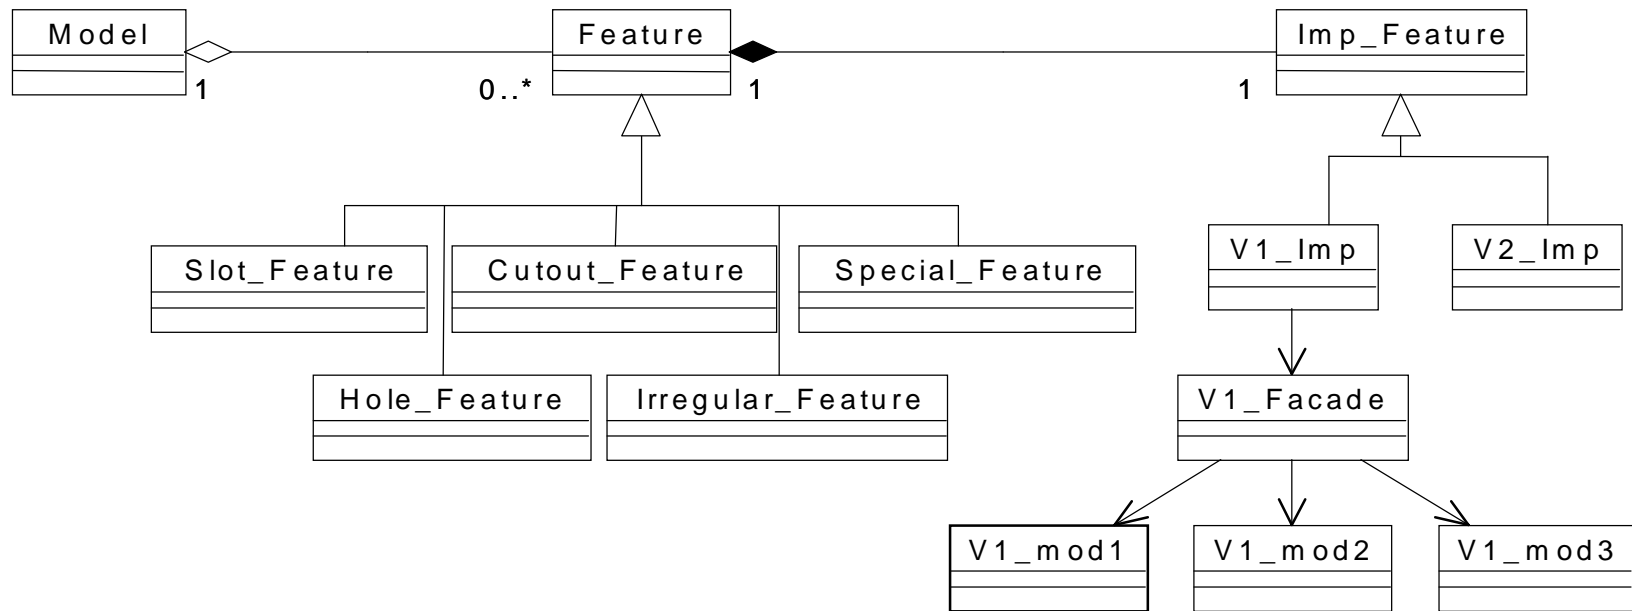 Model
Feature
Imp_Feature
1
0..*
1
1
Slot_Feature
Cutout_Feature
Special_Feature
V1_Imp
V2_Imp
Hole_Feature
Irregular_Feature
V1_Facade
V1_mod1
V1_mod2
V1_mod3